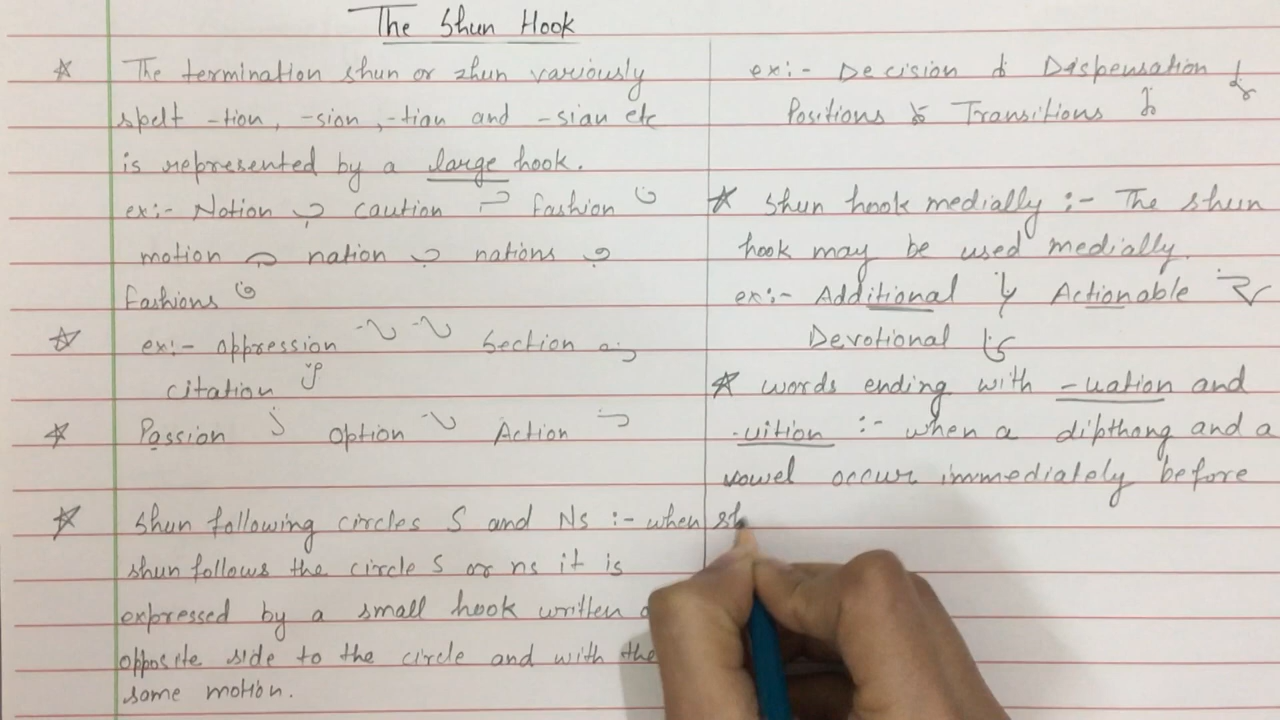 The Shun Hook
☆ The termination shun or zhun variously
spelt -tion, -sion, -tian and -sian etc
is represented by a large hook.
ex:- Notion caution fashion
motion nation nations
fashions
☆ ex:- oppression Section
citation
☆ Passion Option Action
☆ Shun following circles S and Ns :- when
shun follows the circle S or ns it is
expressed by a small hook written
opposite side to the circle and with the
same motion.
ex:- Decision Dispensation
Positions Transitions
☆ Shun hook medially :- The shun
hook may be used medially.
ex:- Additional Actionable
Devotional
☆ words ending with -uation and
-uition :- when a dipthong and a
vowel occur immediately before
sh